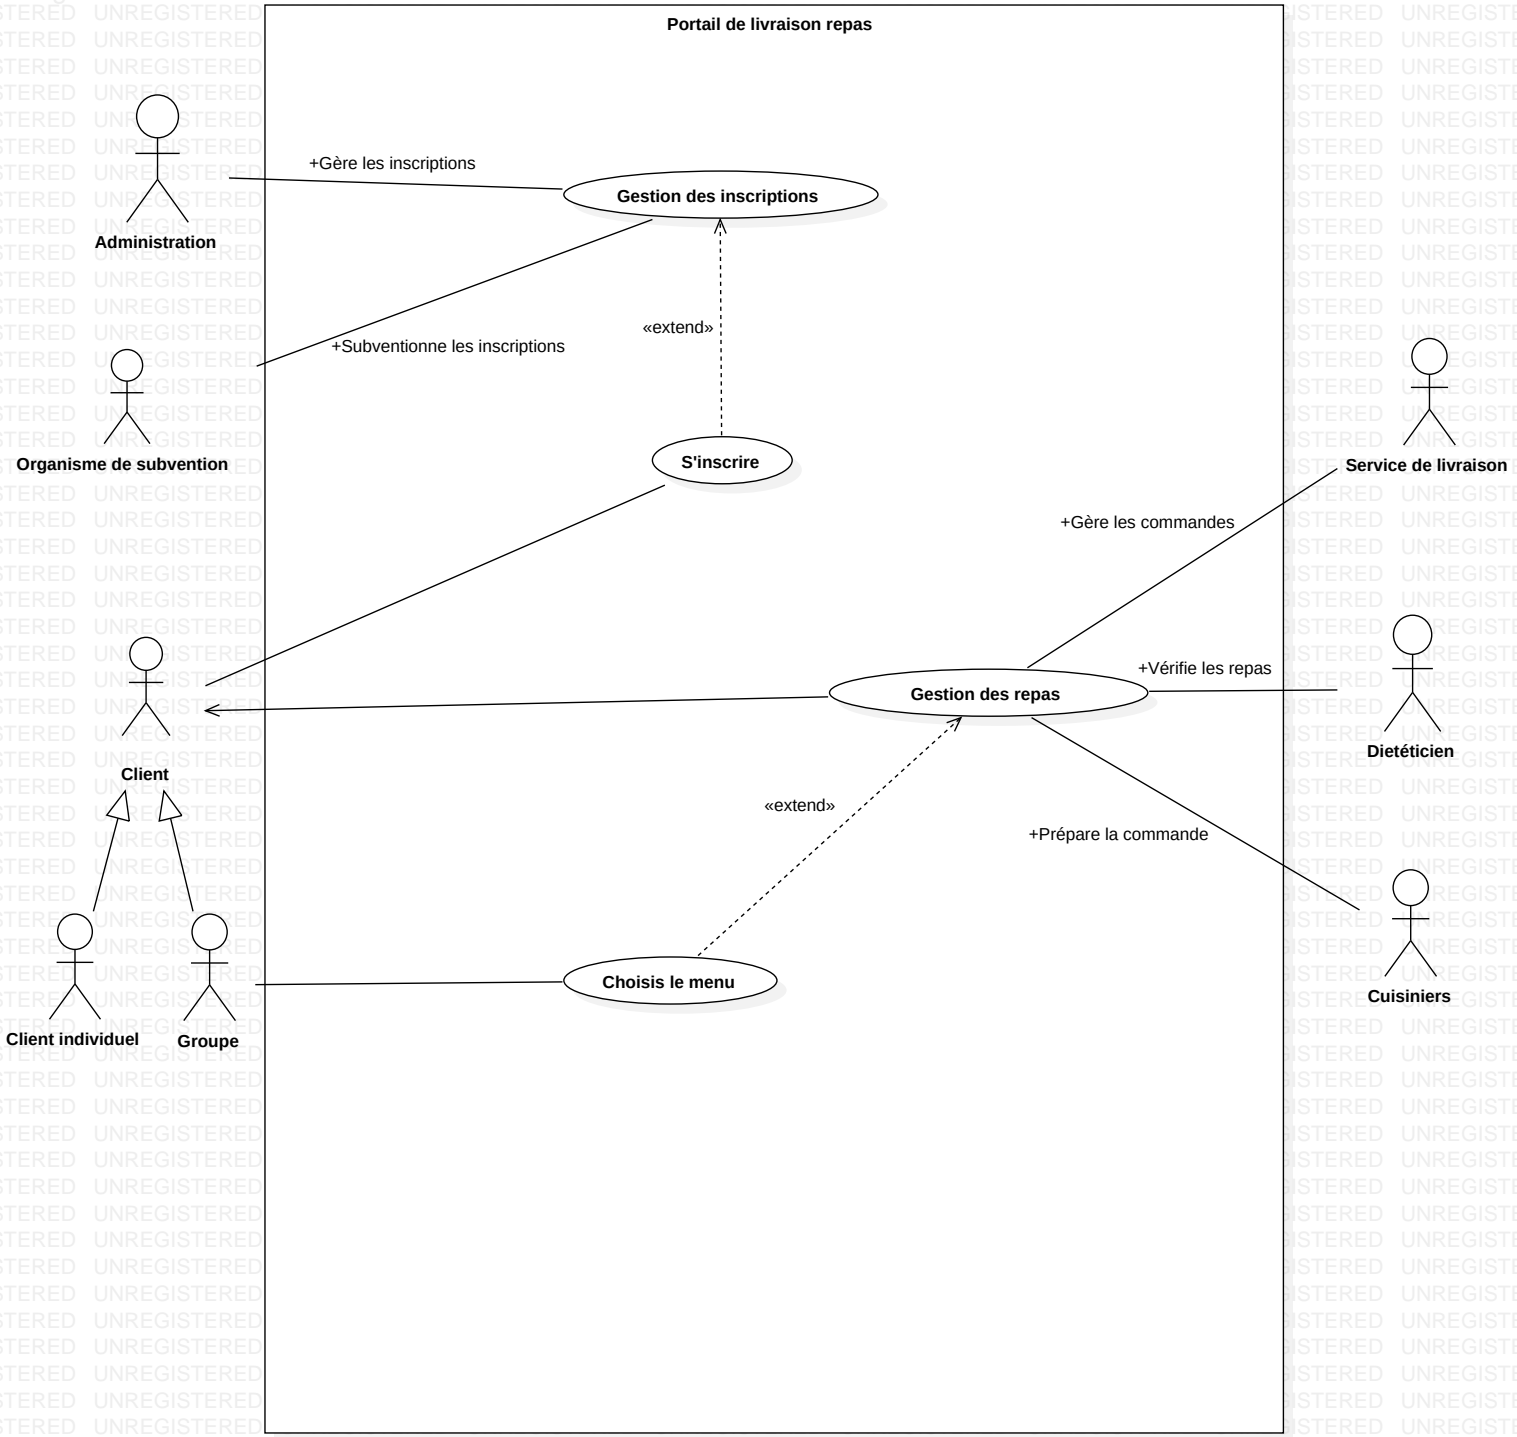 Portail de livraison repas
+Gère les inscriptions
Gestion des inscriptions
Administration
«extend»
+Subventionne les inscriptions
Organisme de subvention
S'inscrire
Service de livraison
+Gère les commandes
+Vérifie les repas
Gestion des repas
Dietéticien
Client
«extend»
+Prépare la commande
Choisis le menu
Cuisiniers
Client individuel
Groupe
UNREGISTERED